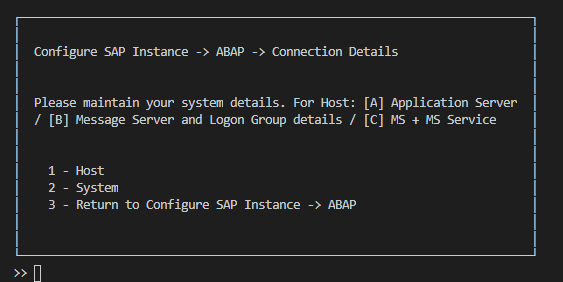 Configure SAP Instance -> ABAP -> Connection Details
Please maintain your system details. For Host: [A] Application Server
/ [B] Message Server and Logon Group details / [C] MS + MS Service
1 - Host
2 - System
3 - Return to Configure SAP Instance -> ABAP
>>